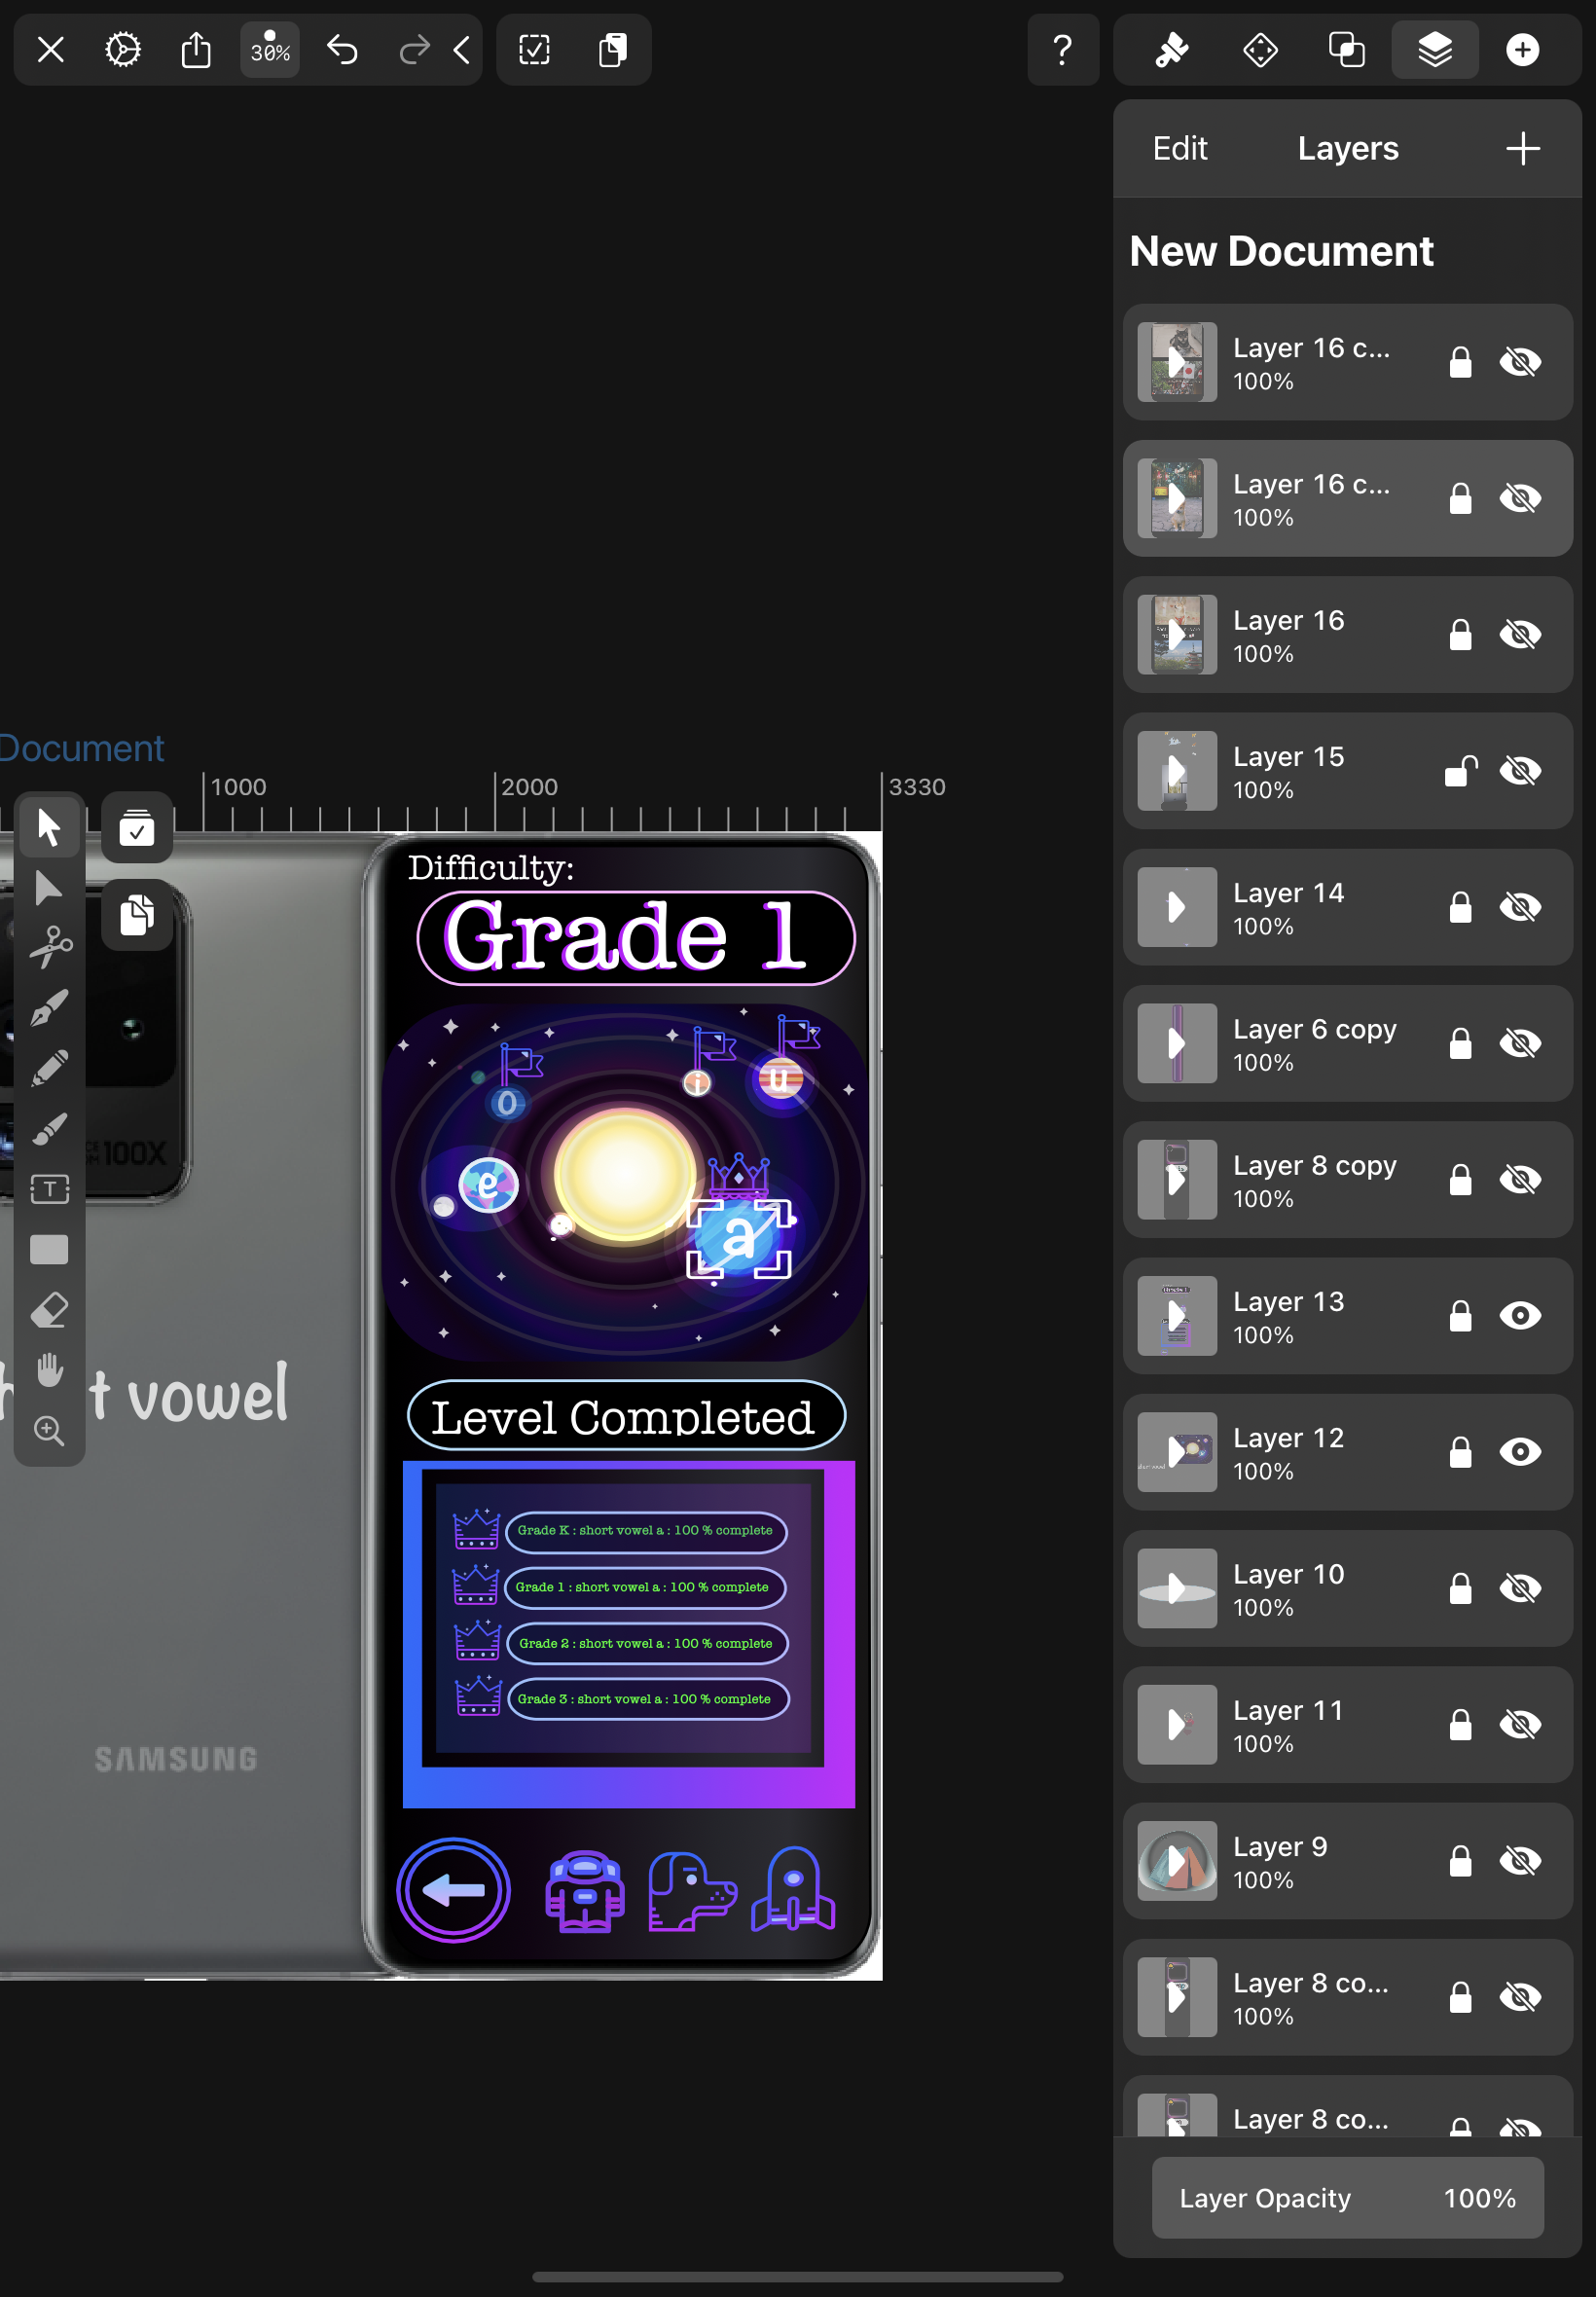 30%
?
Edit
Layers
New Document
Layer 16 c...
100%
Layer 16 c...
100%
Layer 16
100%
Layer 15
100%
Layer 14
100%
Layer 6 copy
100%
Layer 8 copy
100%
Layer 13
100%
Layer 12
100%
Layer 10
100%
Layer 11
100%
Layer 9
100%
Layer 8 co...
100%
Layer 8 co...
Layer Opacity 100%
Document
1000
2000
3330
100X
T
t vowel
SAMSUNG
Difficulty:
Grade 1
o
i
u
e
a
Level Completed
Grade K : short vowel a : 100 % complete
Grade 1 : short vowel a : 100 % complete
Grade 2 : short vowel a : 100 % complete
Grade 3 : short vowel a : 100 % complete